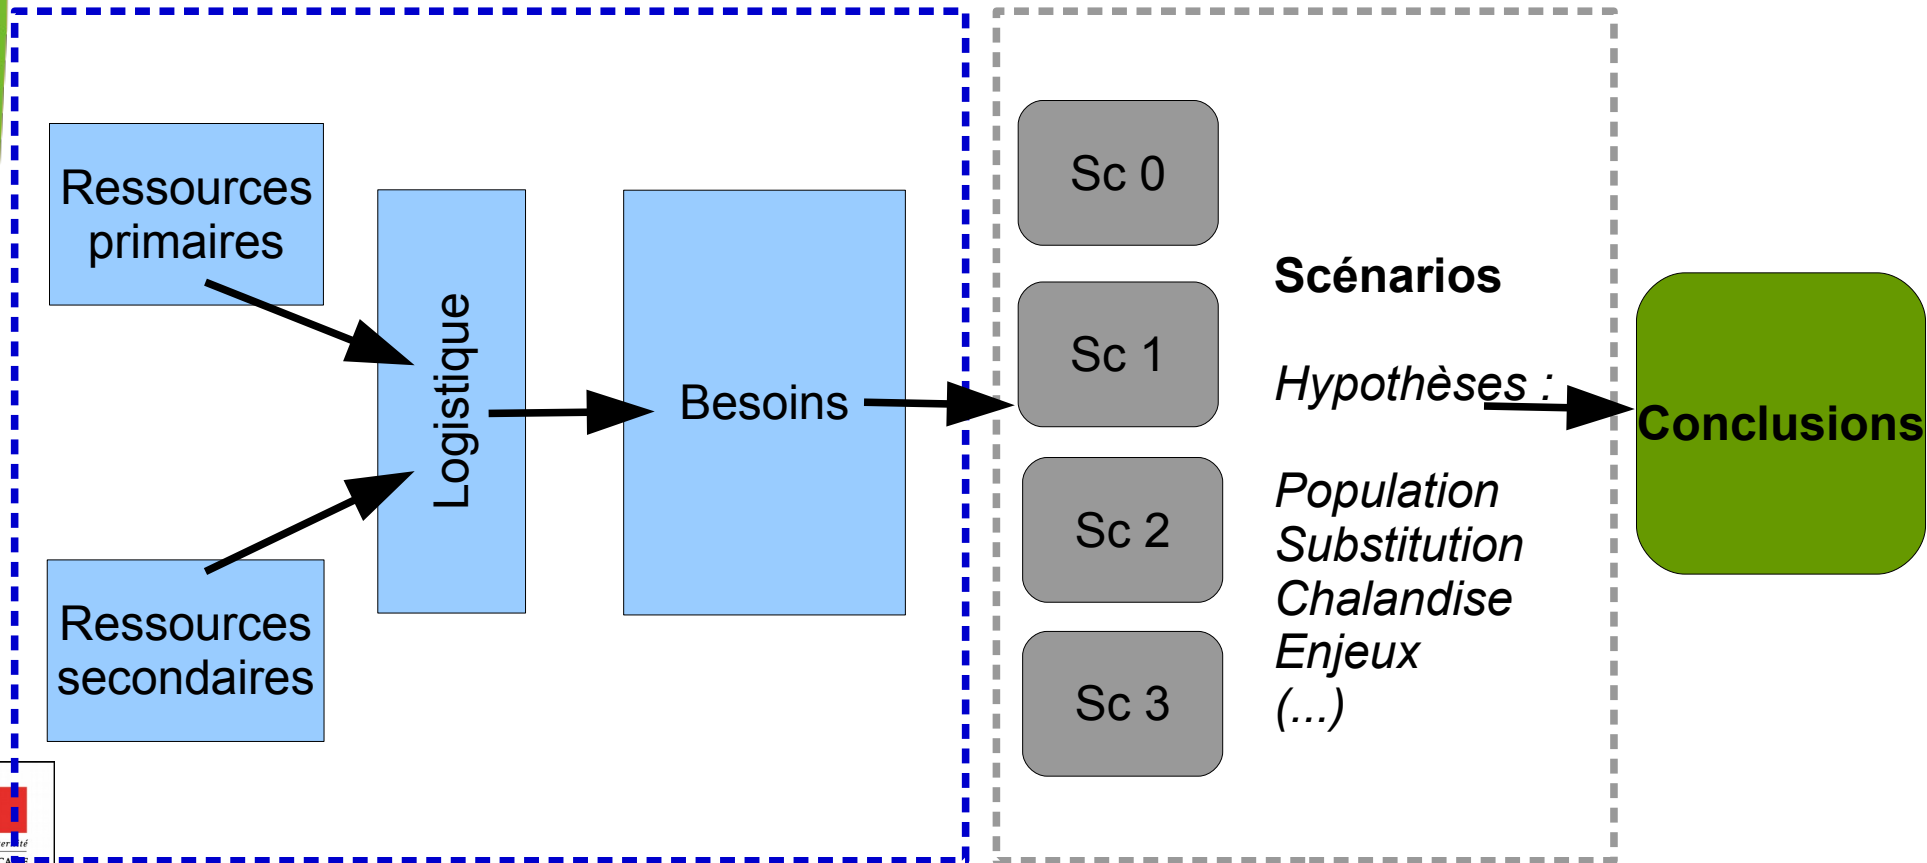 Ressources
primaires
Ressources
secondaires
Logistique
Besoins
Sc 0
Sc 1
Sc 2
Sc 3
Scénarios
Hypothèses :
Population
Substitution
Chalandise
Enjeux
(...)
Conclusions